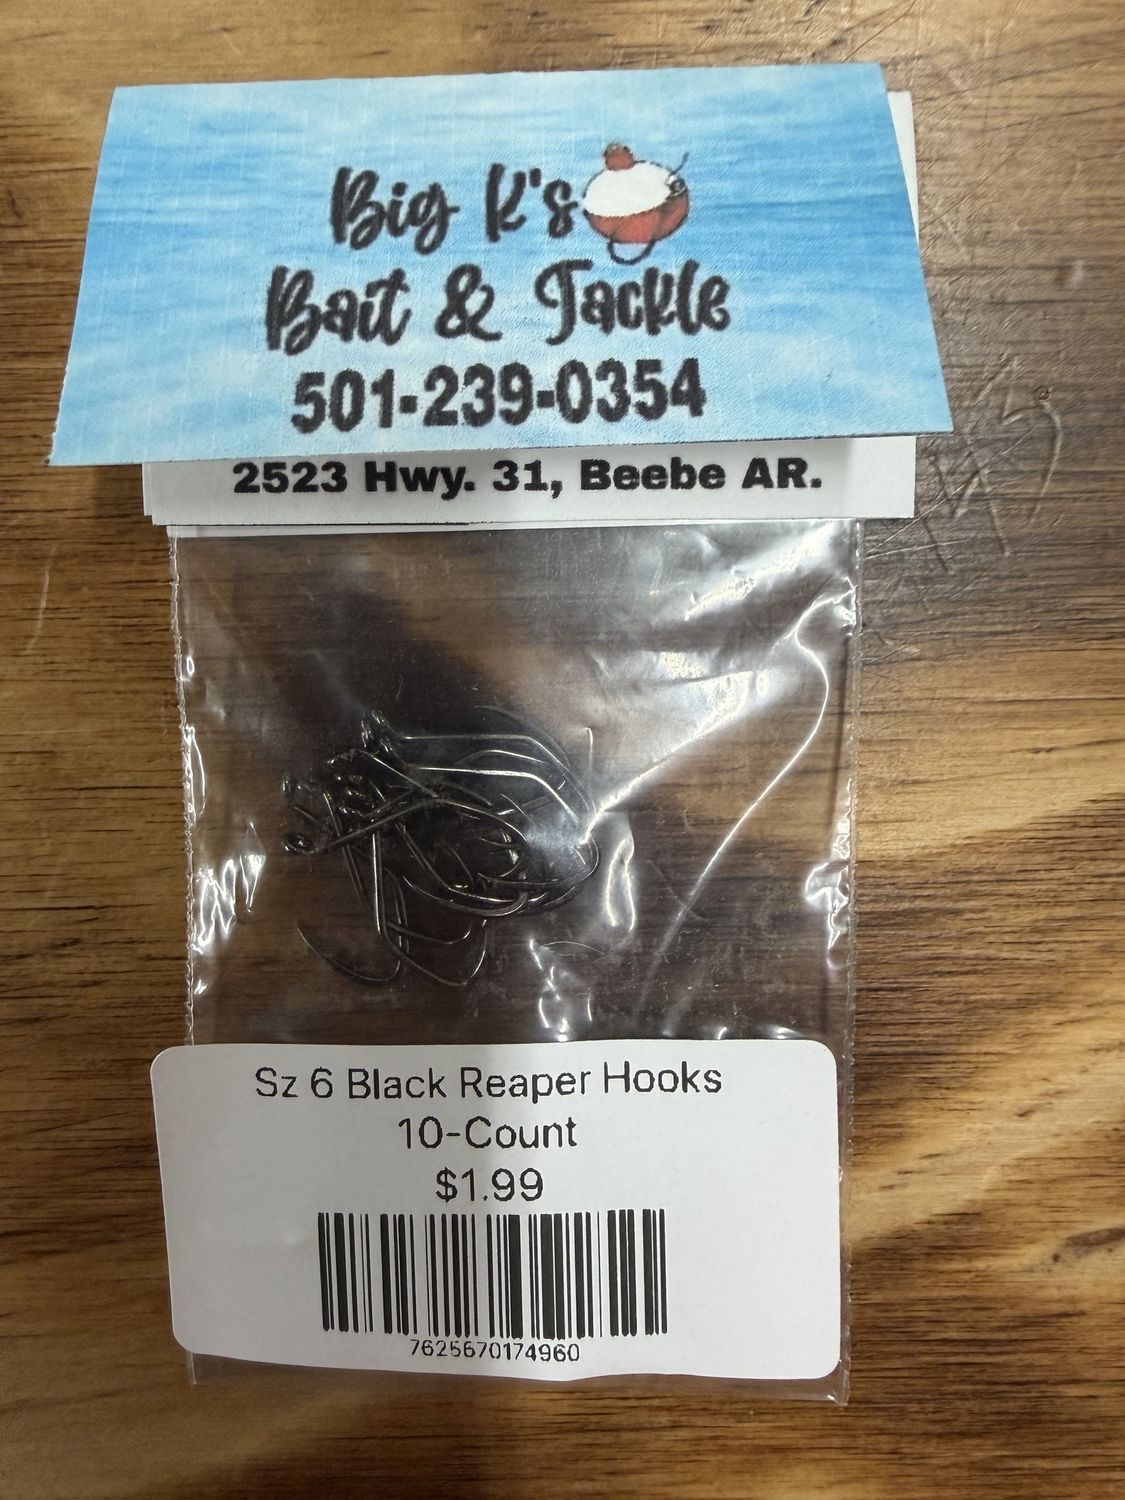 Big K's
Bait & Tackle
501-239-0354
2523 Hwy. 31, Beebe AR.
Sz 6 Black Reaper Hooks
10-Count
$1.99
7625670174960